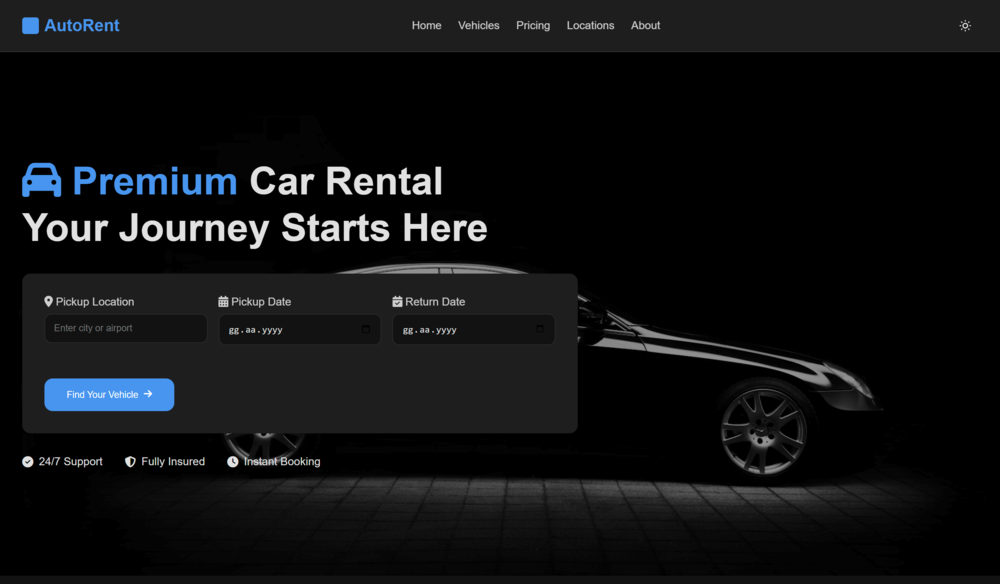 AutoRent
Home Vehicles Pricing Locations About
Premium Car Rental
Your Journey Starts Here
Pickup Location Pickup Date Return Date
Enter city or airport gg.aa.yyyy gg.aa.yyyy
Find Your Vehicle
24/7 Support Fully Insured Instant Booking